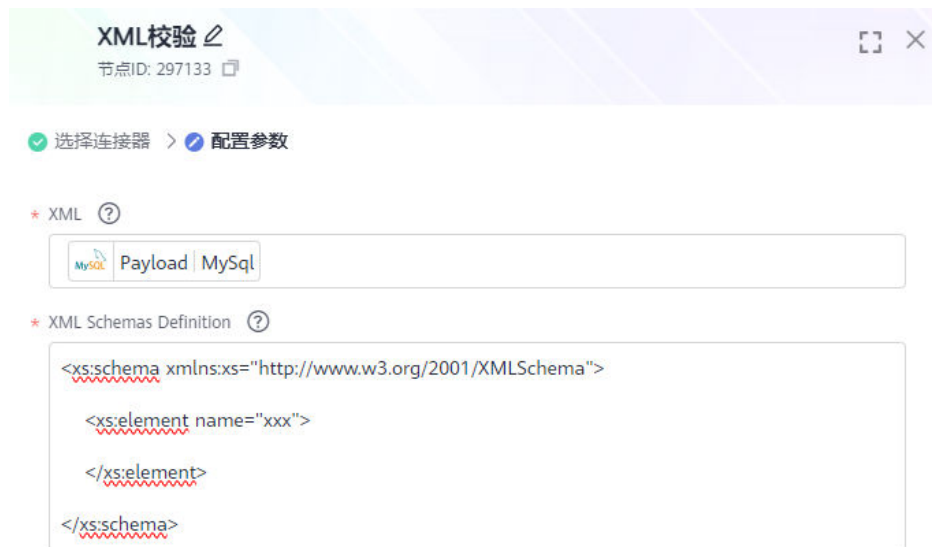 XML校验
节点ID: 297133
选择连接器 > 配置参数
* XML ?
MySQL Payload MySql
* XML Schemas Definition ?
<xs:schema xmlns:xs="http://www.w3.org/2001/XMLSchema">
<xs:element name="xxx">
</xs:element>
</xs:schema>